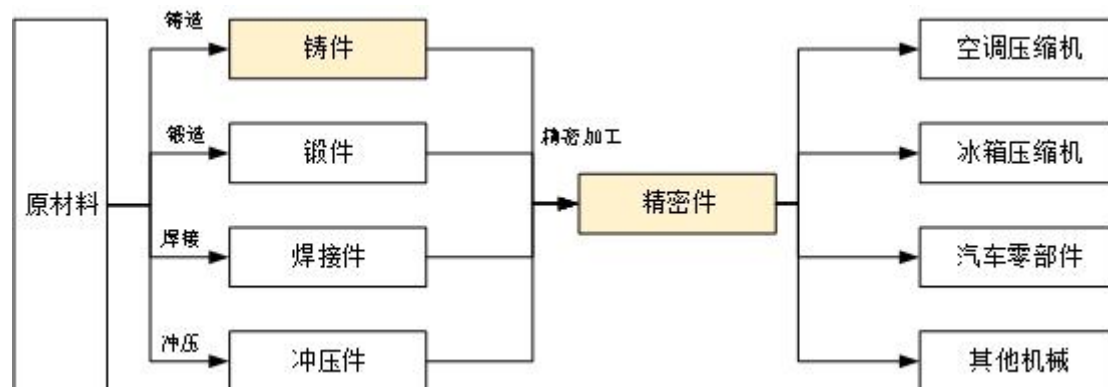 原材料
铸造
铸件
锻造
锻件
焊接
焊接件
冲压
冲压件
精密加工
精密件
空调压缩机
冰箱压缩机
汽车零部件
其他机械